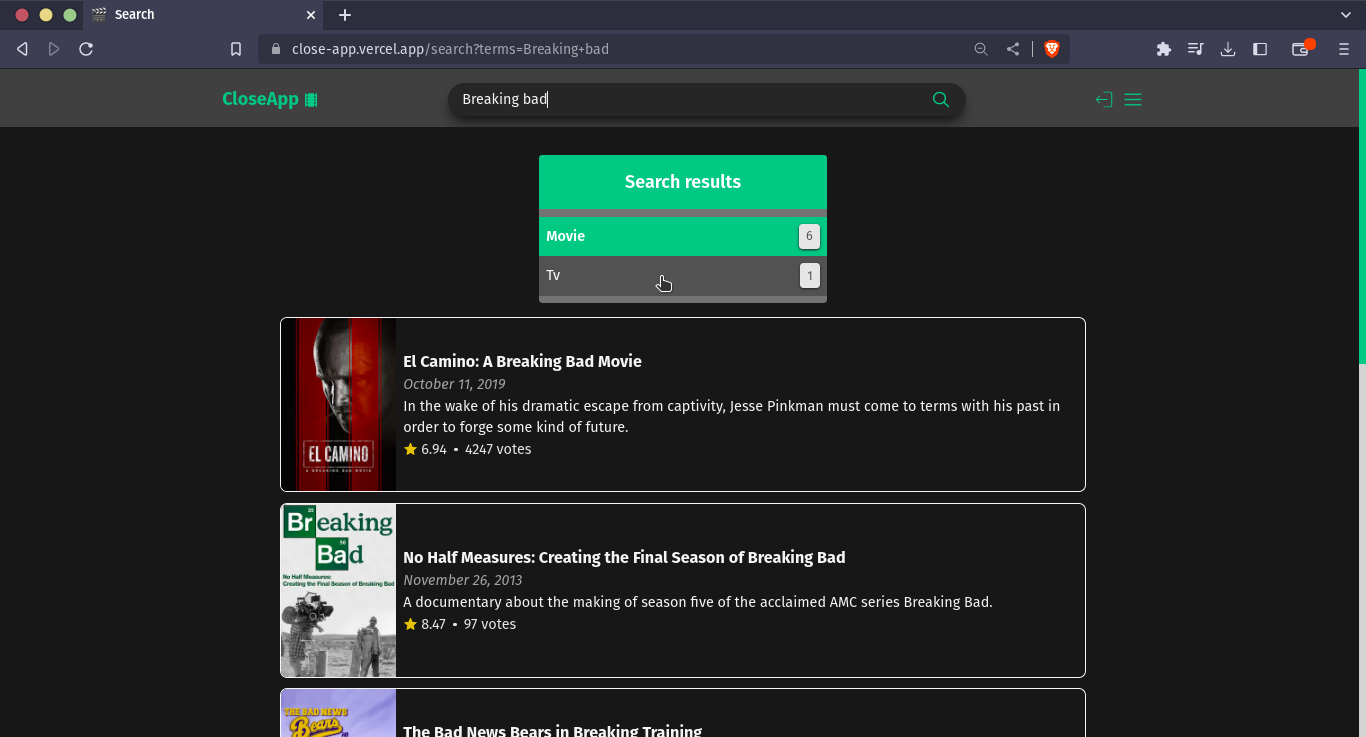 Search
close-app.vercel.app/search?terms=Breaking+bad
CloseApp
Breaking bad
Search results
Movie 6
Tv 1
EL CAMINO
A BREAKING BAD MOVIE
El Camino: A Breaking Bad Movie
October 11, 2019
In the wake of his dramatic escape from captivity, Jesse Pinkman must come to terms with his past in
order to forge some kind of future.
6.94 • 4247 votes
Breaking
Bad
No Half Measures:
Creating the Final Season of Breaking Bad
No Half Measures: Creating the Final Season of Breaking Bad
November 26, 2013
A documentary about the making of season five of the acclaimed AMC series Breaking Bad.
8.47 • 97 votes
THE BAD NEWS
Bears
The Bad News Bears in Breaking Training